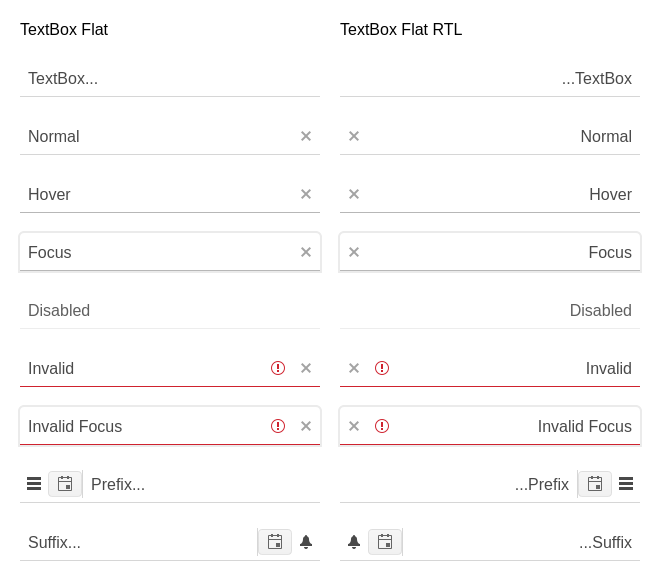 TextBox Flat
TextBox...
Normal
Hover
Focus
Disabled
Invalid
Invalid Focus
Prefix...
Suffix...
TextBox Flat RTL
...TextBox
Normal
Hover
Focus
Disabled
Invalid
Invalid Focus
...Prefix
...Suffix